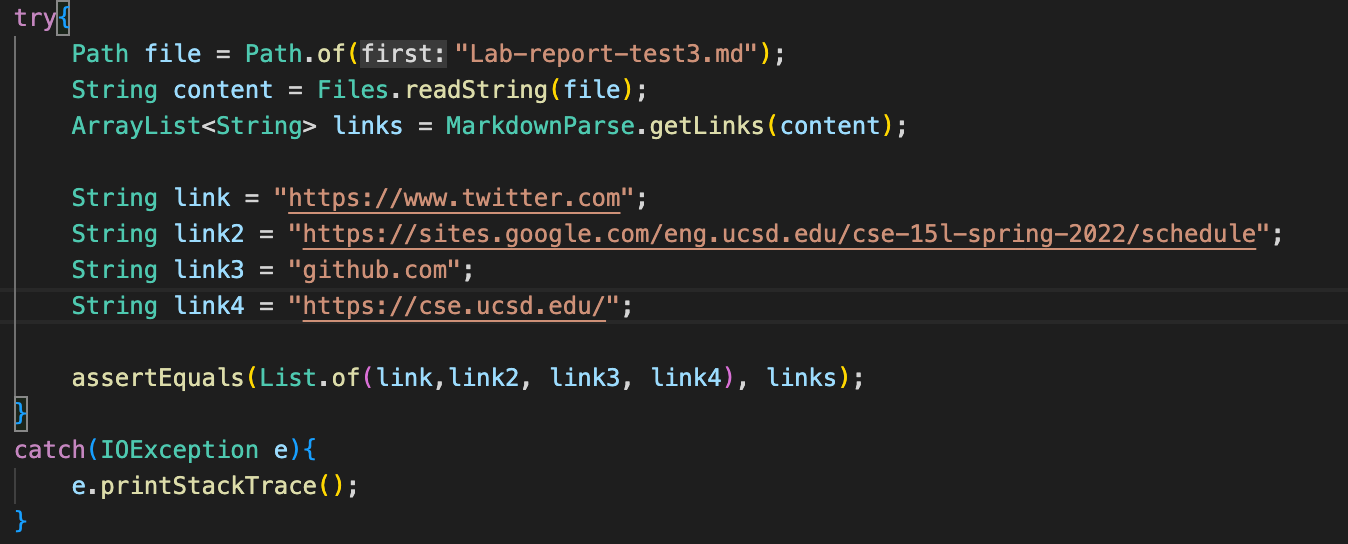 try{
Path file = Path.of(first: "Lab-report-test3.md");
String content = Files.readString(file);
ArrayList<String> links = MarkdownParse.getLinks(content);
String link = "https://www.twitter.com";
String link2 = "https://sites.google.com/eng.ucsd.edu/cse-15l-spring-2022/schedule";
String link3 = "github.com";
String link4 = "https://cse.ucsd.edu/";
assertEquals(List.of(link,link2, link3, link4), links);
}
catch(IOException e){
e.printStackTrace();
}